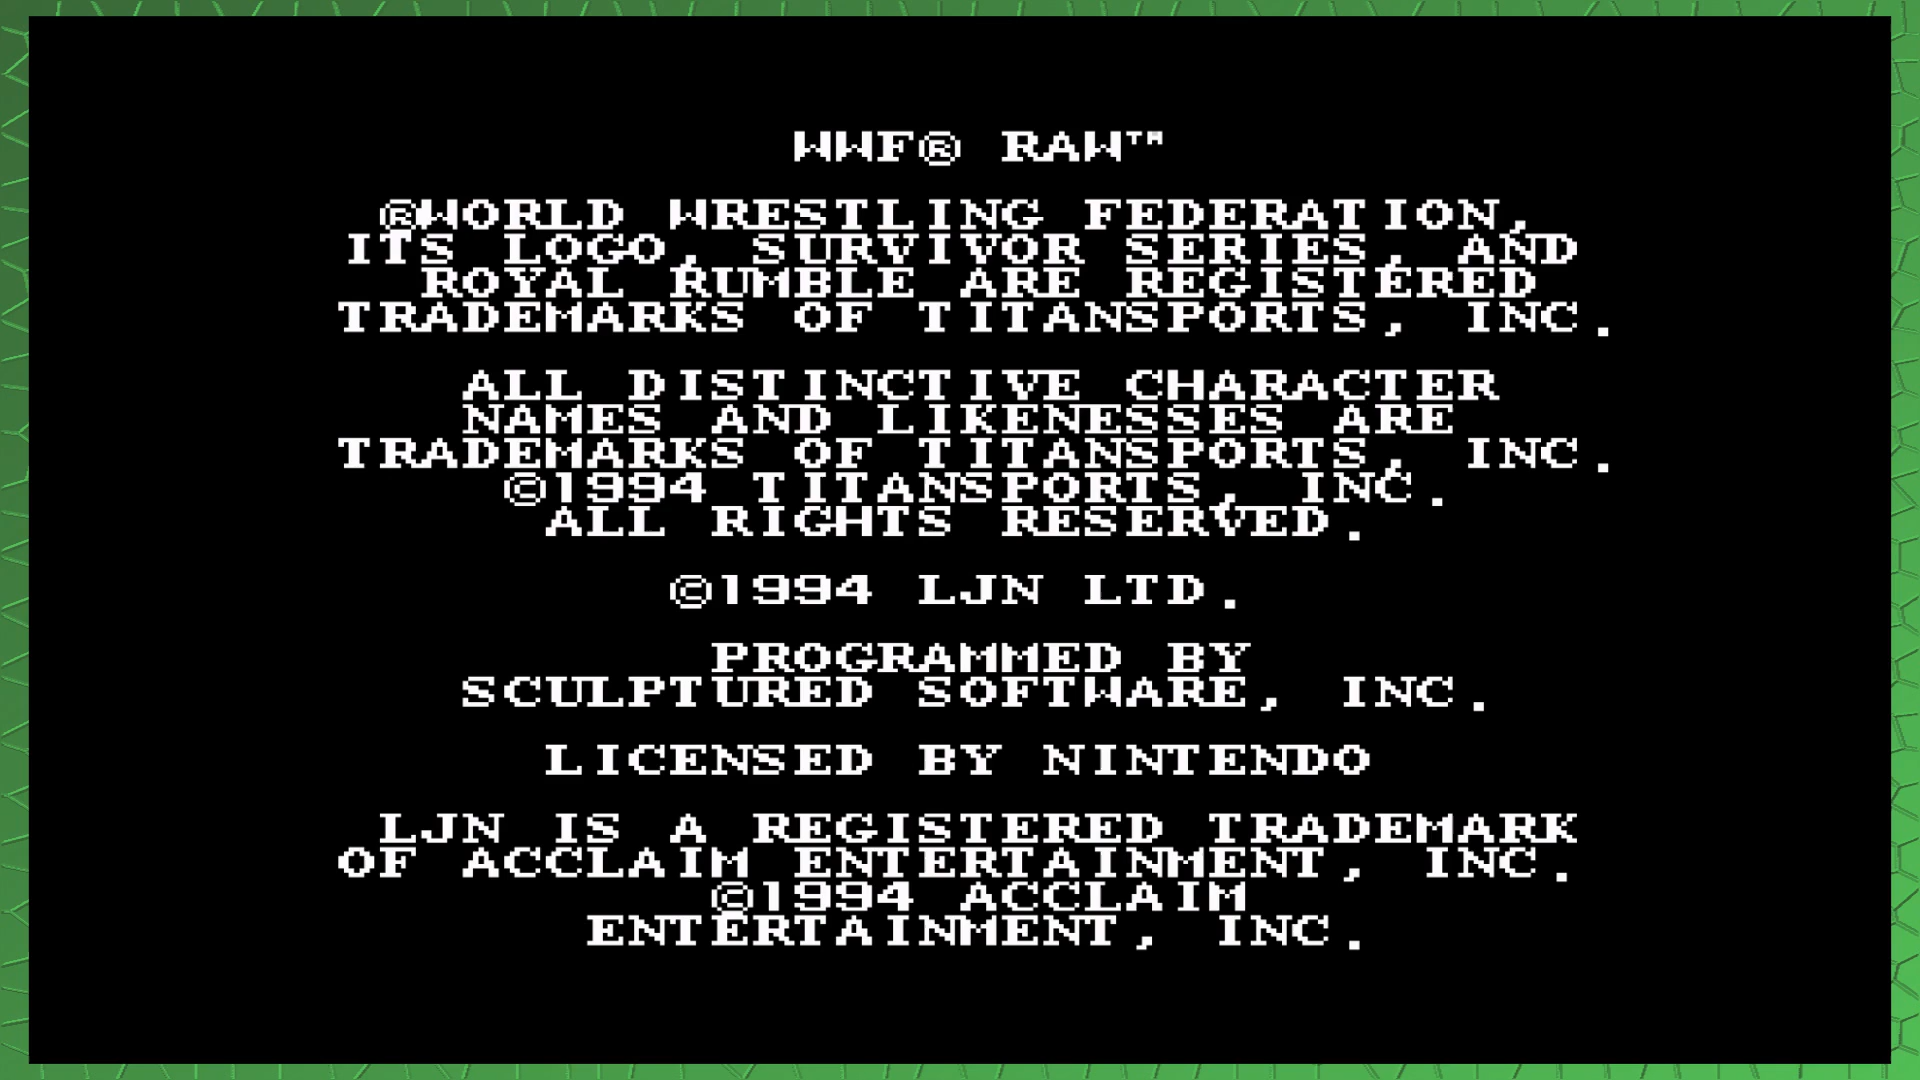 WWF® RAW™
®WORLD WRESTLING FEDERATION,
ITS LOGO, SURVIVOR SERIES, AND
ROYAL RUMBLE ARE REGISTERED
TRADEMARKS OF TITANSPORTS, INC.
ALL DISTINCTIVE CHARACTER
NAMES AND LIKENESSES ARE
TRADEMARKS OF TITANSPORTS, INC.
©1994 TITANSPORTS, INC.
ALL RIGHTS RESERVED.
©1994 LJN LTD.
PROGRAMMED BY
SCULPTURED SOFTWARE, INC.
LICENSED BY NINTENDO
LJN IS A REGISTERED TRADEMARK
OF ACCLAIM ENTERTAINMENT, INC.
©1994 ACCLAIM
ENTERTAINMENT, INC.